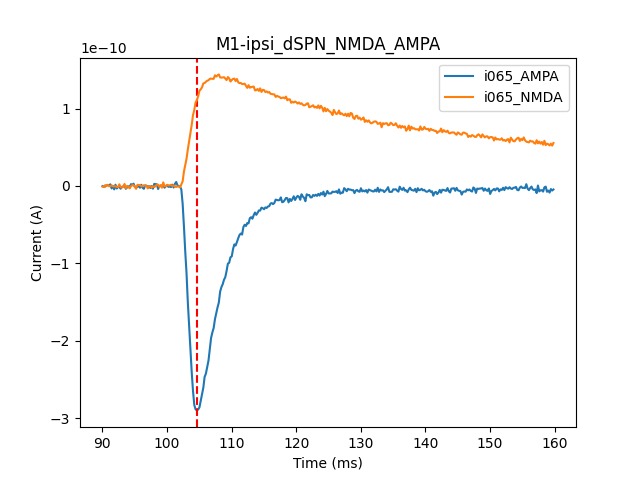 M1-ipsi_dSPN_NMDA_AMPA
1e−10
i065_AMPA
i065_NMDA
1
0
−1
−2
−3
Current (A)
90 100 110 120 130 140 150 160
Time (ms)